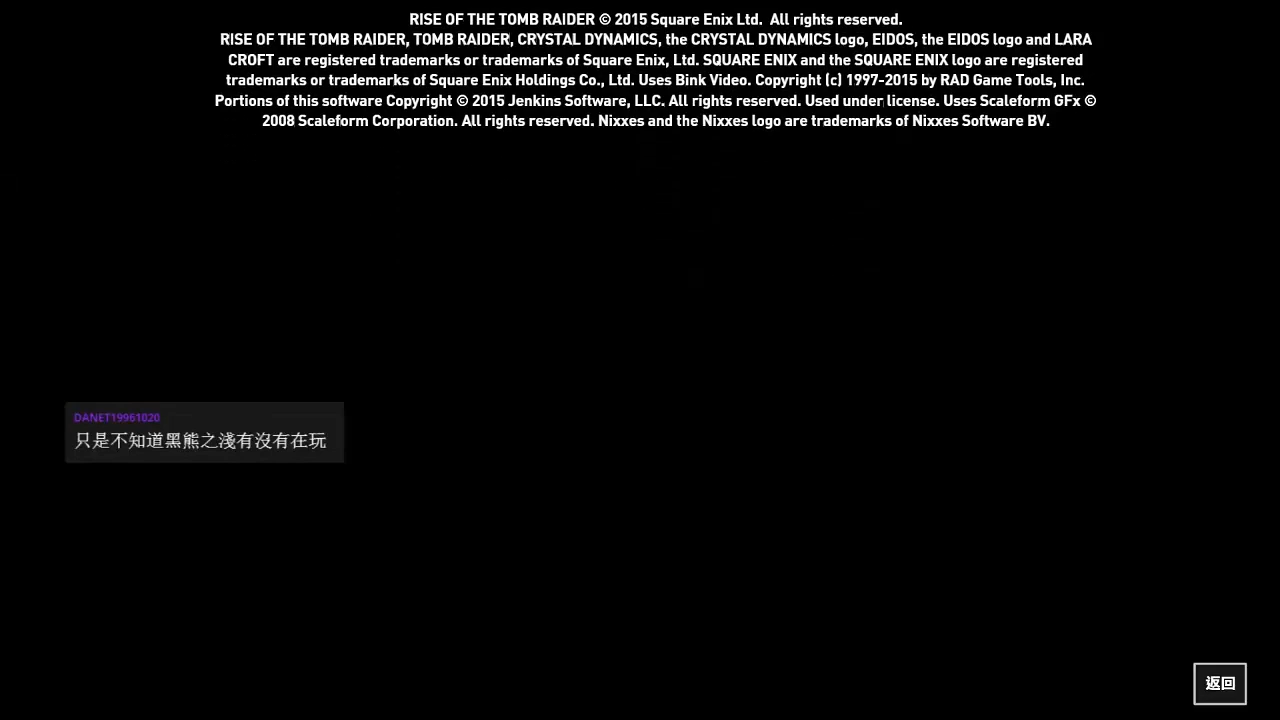 RISE OF THE TOMB RAIDER © 2015 Square Enix Ltd.  All rights reserved.
RISE OF THE TOMB RAIDER, TOMB RAIDER, CRYSTAL DYNAMICS, the CRYSTAL DYNAMICS logo, EIDOS, the EIDOS logo and LARA
CROFT are registered trademarks or trademarks of Square Enix, Ltd. SQUARE ENIX and the SQUARE ENIX logo are registered
trademarks or trademarks of Square Enix Holdings Co., Ltd. Uses Bink Video. Copyright (c) 1997-2015 by RAD Game Tools, Inc.
Portions of this software Copyright © 2015 Jenkins Software, LLC. All rights reserved. Used under license. Uses Scaleform GFx ©
2008 Scaleform Corporation. All rights reserved. Nixxes and the Nixxes logo are trademarks of Nixxes Software BV.
DANET19961020
只是不知道黑熊之淺有沒有在玩
返回